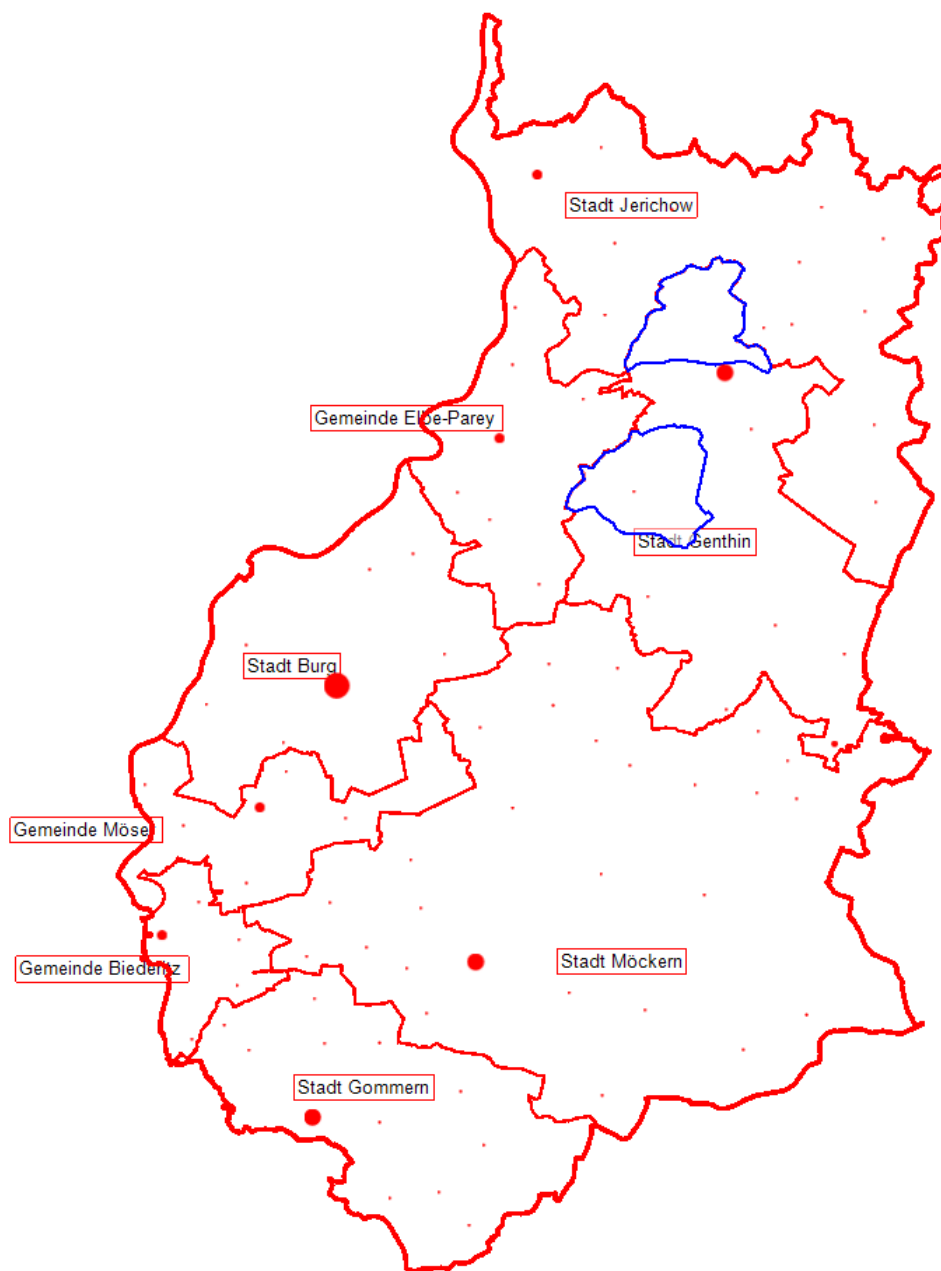 Stadt Jerichow
Gemeinde Elbe-Parey
Stadt Genthin
Stadt Burg
Gemeinde Möser
Gemeinde Biederitz
Stadt Möckern
Stadt Gommern